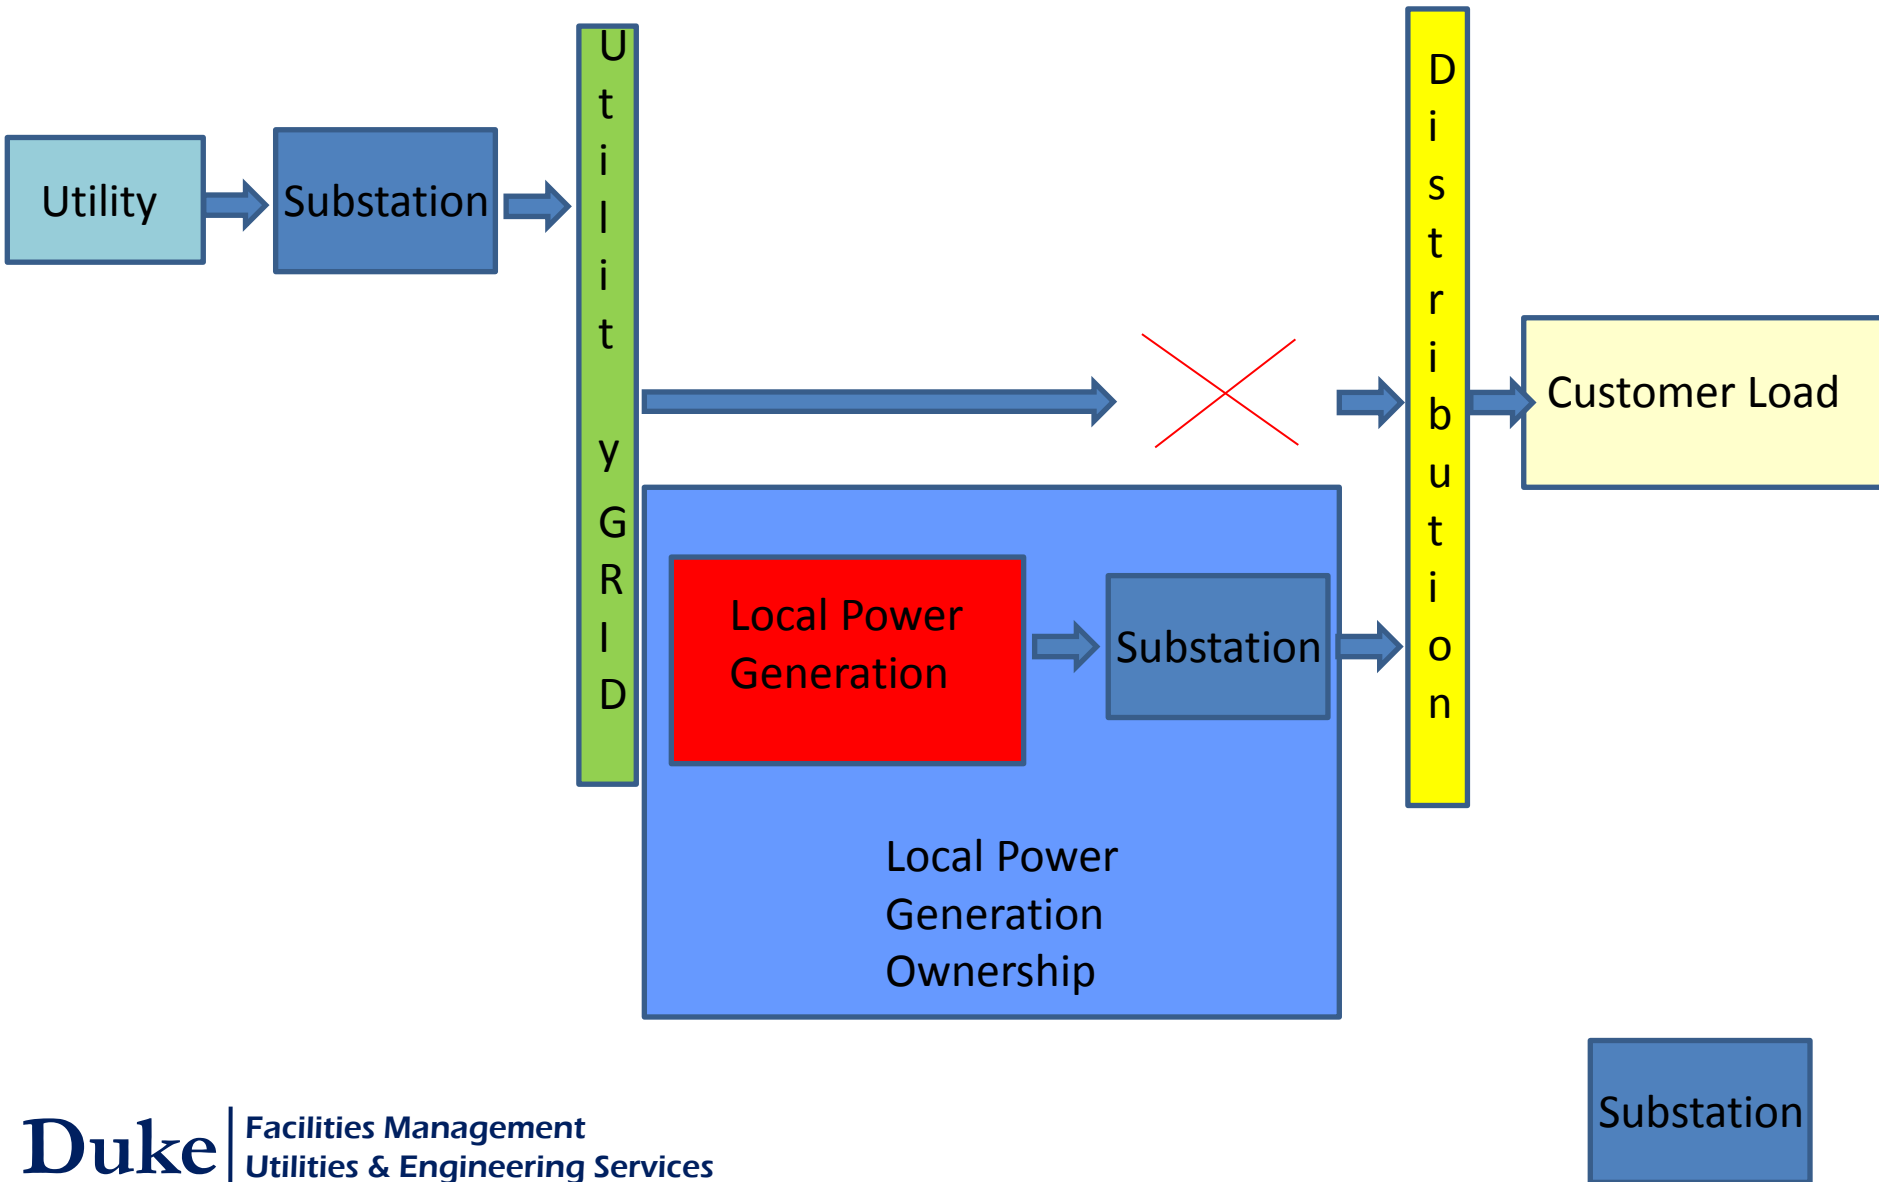 Utility
Substation
Utilit y GRID
Distribution
Customer Load
Local Power
Generation
Substation
Local Power
Generation
Ownership
Substation
Duke
Facilities Management
Utilities & Engineering Services